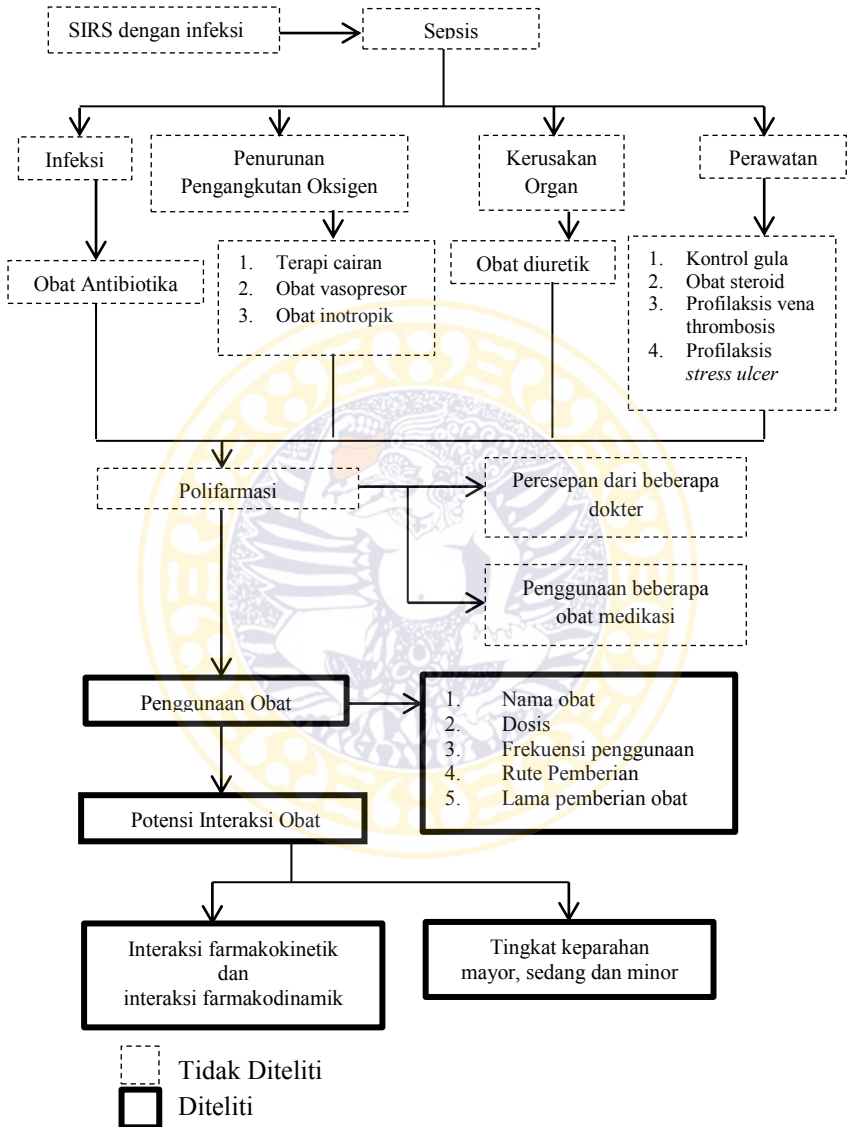 SIRS dengan infeksi
Sepsis
Infeksi
Penurunan
Pengangkutan Oksigen
Kerusakan
Organ
Perawatan
Obat Antibiotika
1. Terapi cairan
2. Obat vasopresor
3. Obat inotropik
Obat diuretik
1. Kontrol gula
2. Obat steroid
3. Profilaksis vena
thrombosis
4. Profilaksis
stress ulcer
Polifarmasi
Peresepan dari beberapa
dokter
Penggunaan beberapa
obat medikasi
Penggunaan Obat
1. Nama obat
2. Dosis
3. Frekuensi penggunaan
4. Rute Pemberian
5. Lama pemberian obat
Potensi Interaksi Obat
Interaksi farmakokinetik
dan
interaksi farmakodinamik
Tingkat keparahan
mayor, sedang dan minor
Tidak Diteliti
Diteliti